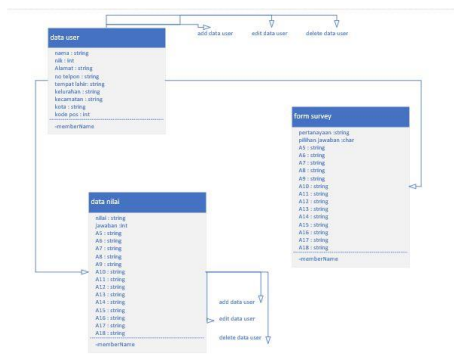 data user
nama : string
nik : int
Alamat : string
no telpon : string
tempat lahir: string
kelurahan : string
kecamatan : string
kota : string
kode pos : int
-memberName
add data user
edit data user
delete data user
form survey
pertanayaan :string
pilihan jawaban :char
A5 : string
A6 : string
A7 : string
A8 : string
A9 : string
A10 : string
A11 : string
A12 : string
A13 : string
A14 : string
A15 : string
A16 : string
A17 : string
A18 : string
-memberName
data nilai
nilai : string
jawaban :int
A5 : string
A6 : string
A7 : string
A8 : string
A9 : string
A10 : string
A11 : string
A12 : string
A13 : string
A14 : string
A15 : string
A16 : string
A17 : string
A18 : string
-memberName
add data user
edit data user
delete data user